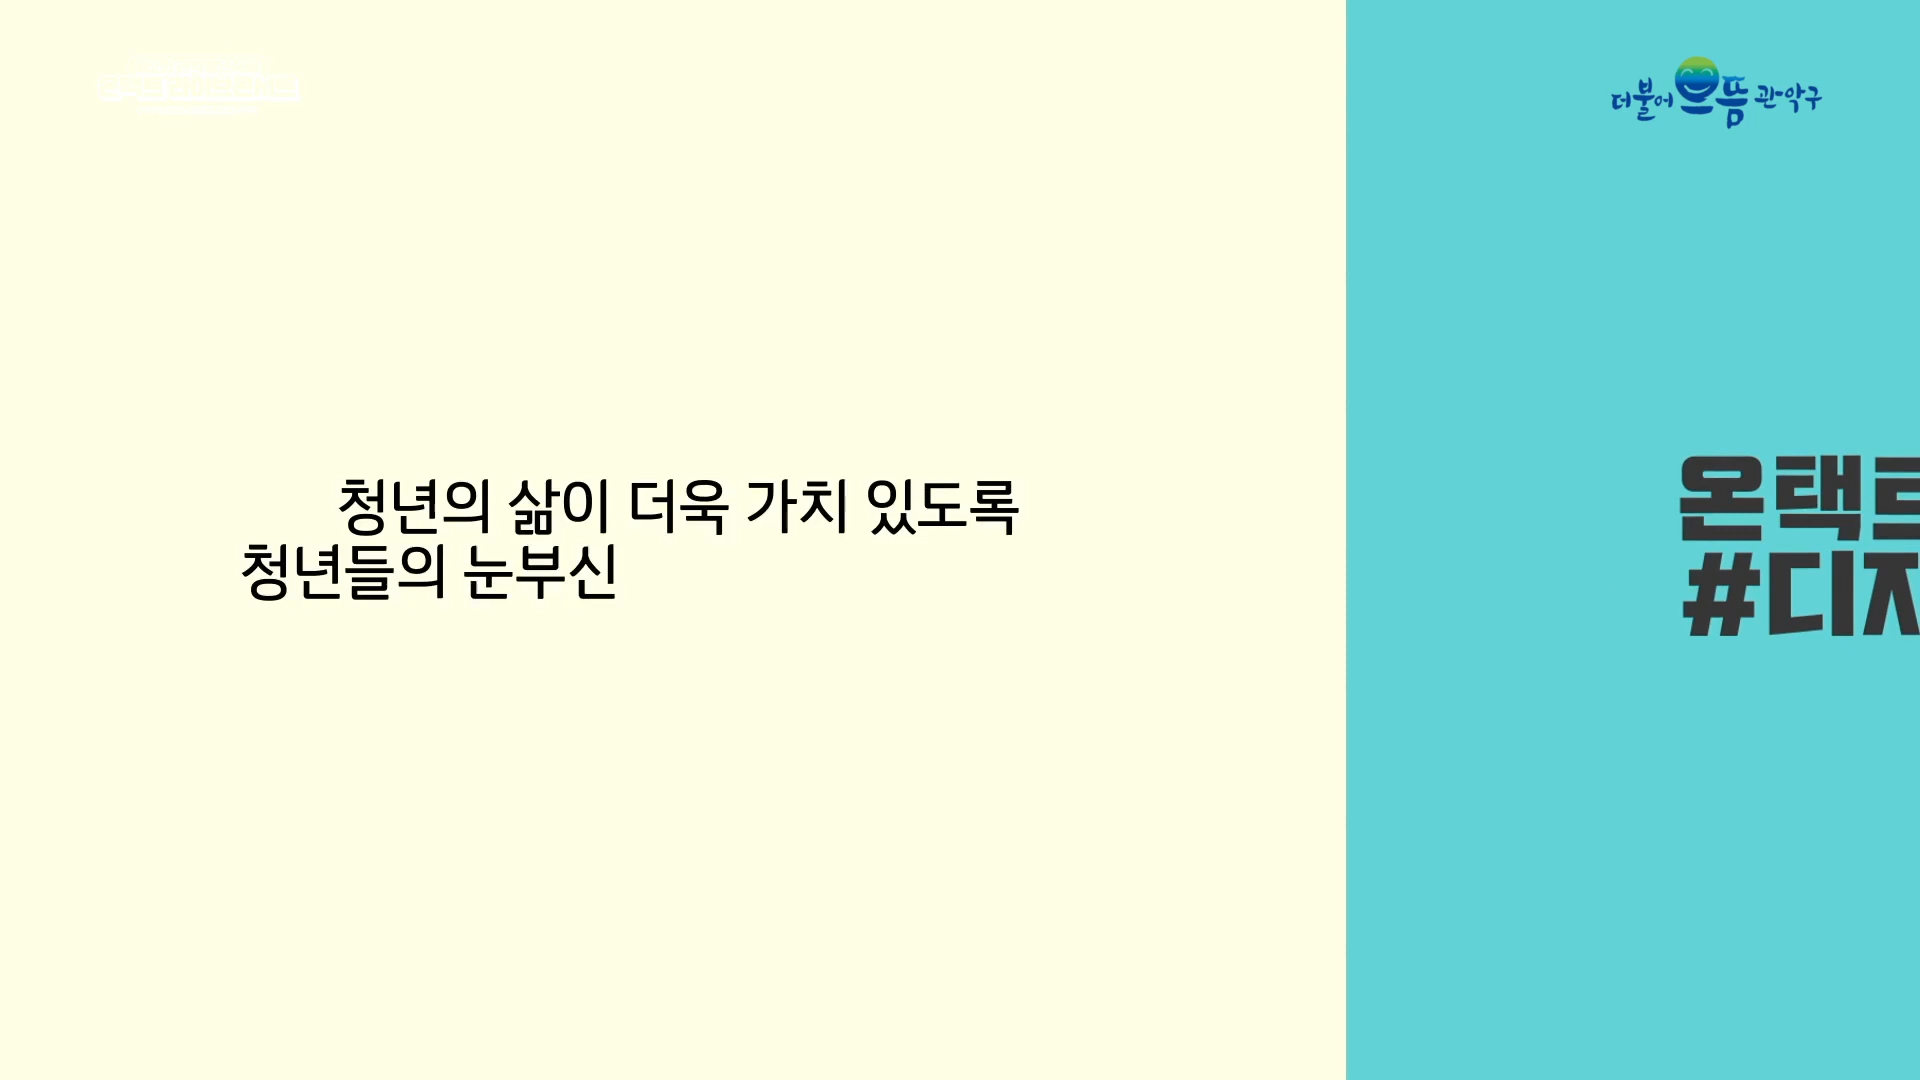 더불어 으뜸 관악구
청년의 삶이 더욱 가치 있도록
청년들의 눈부신
온택트
#디지